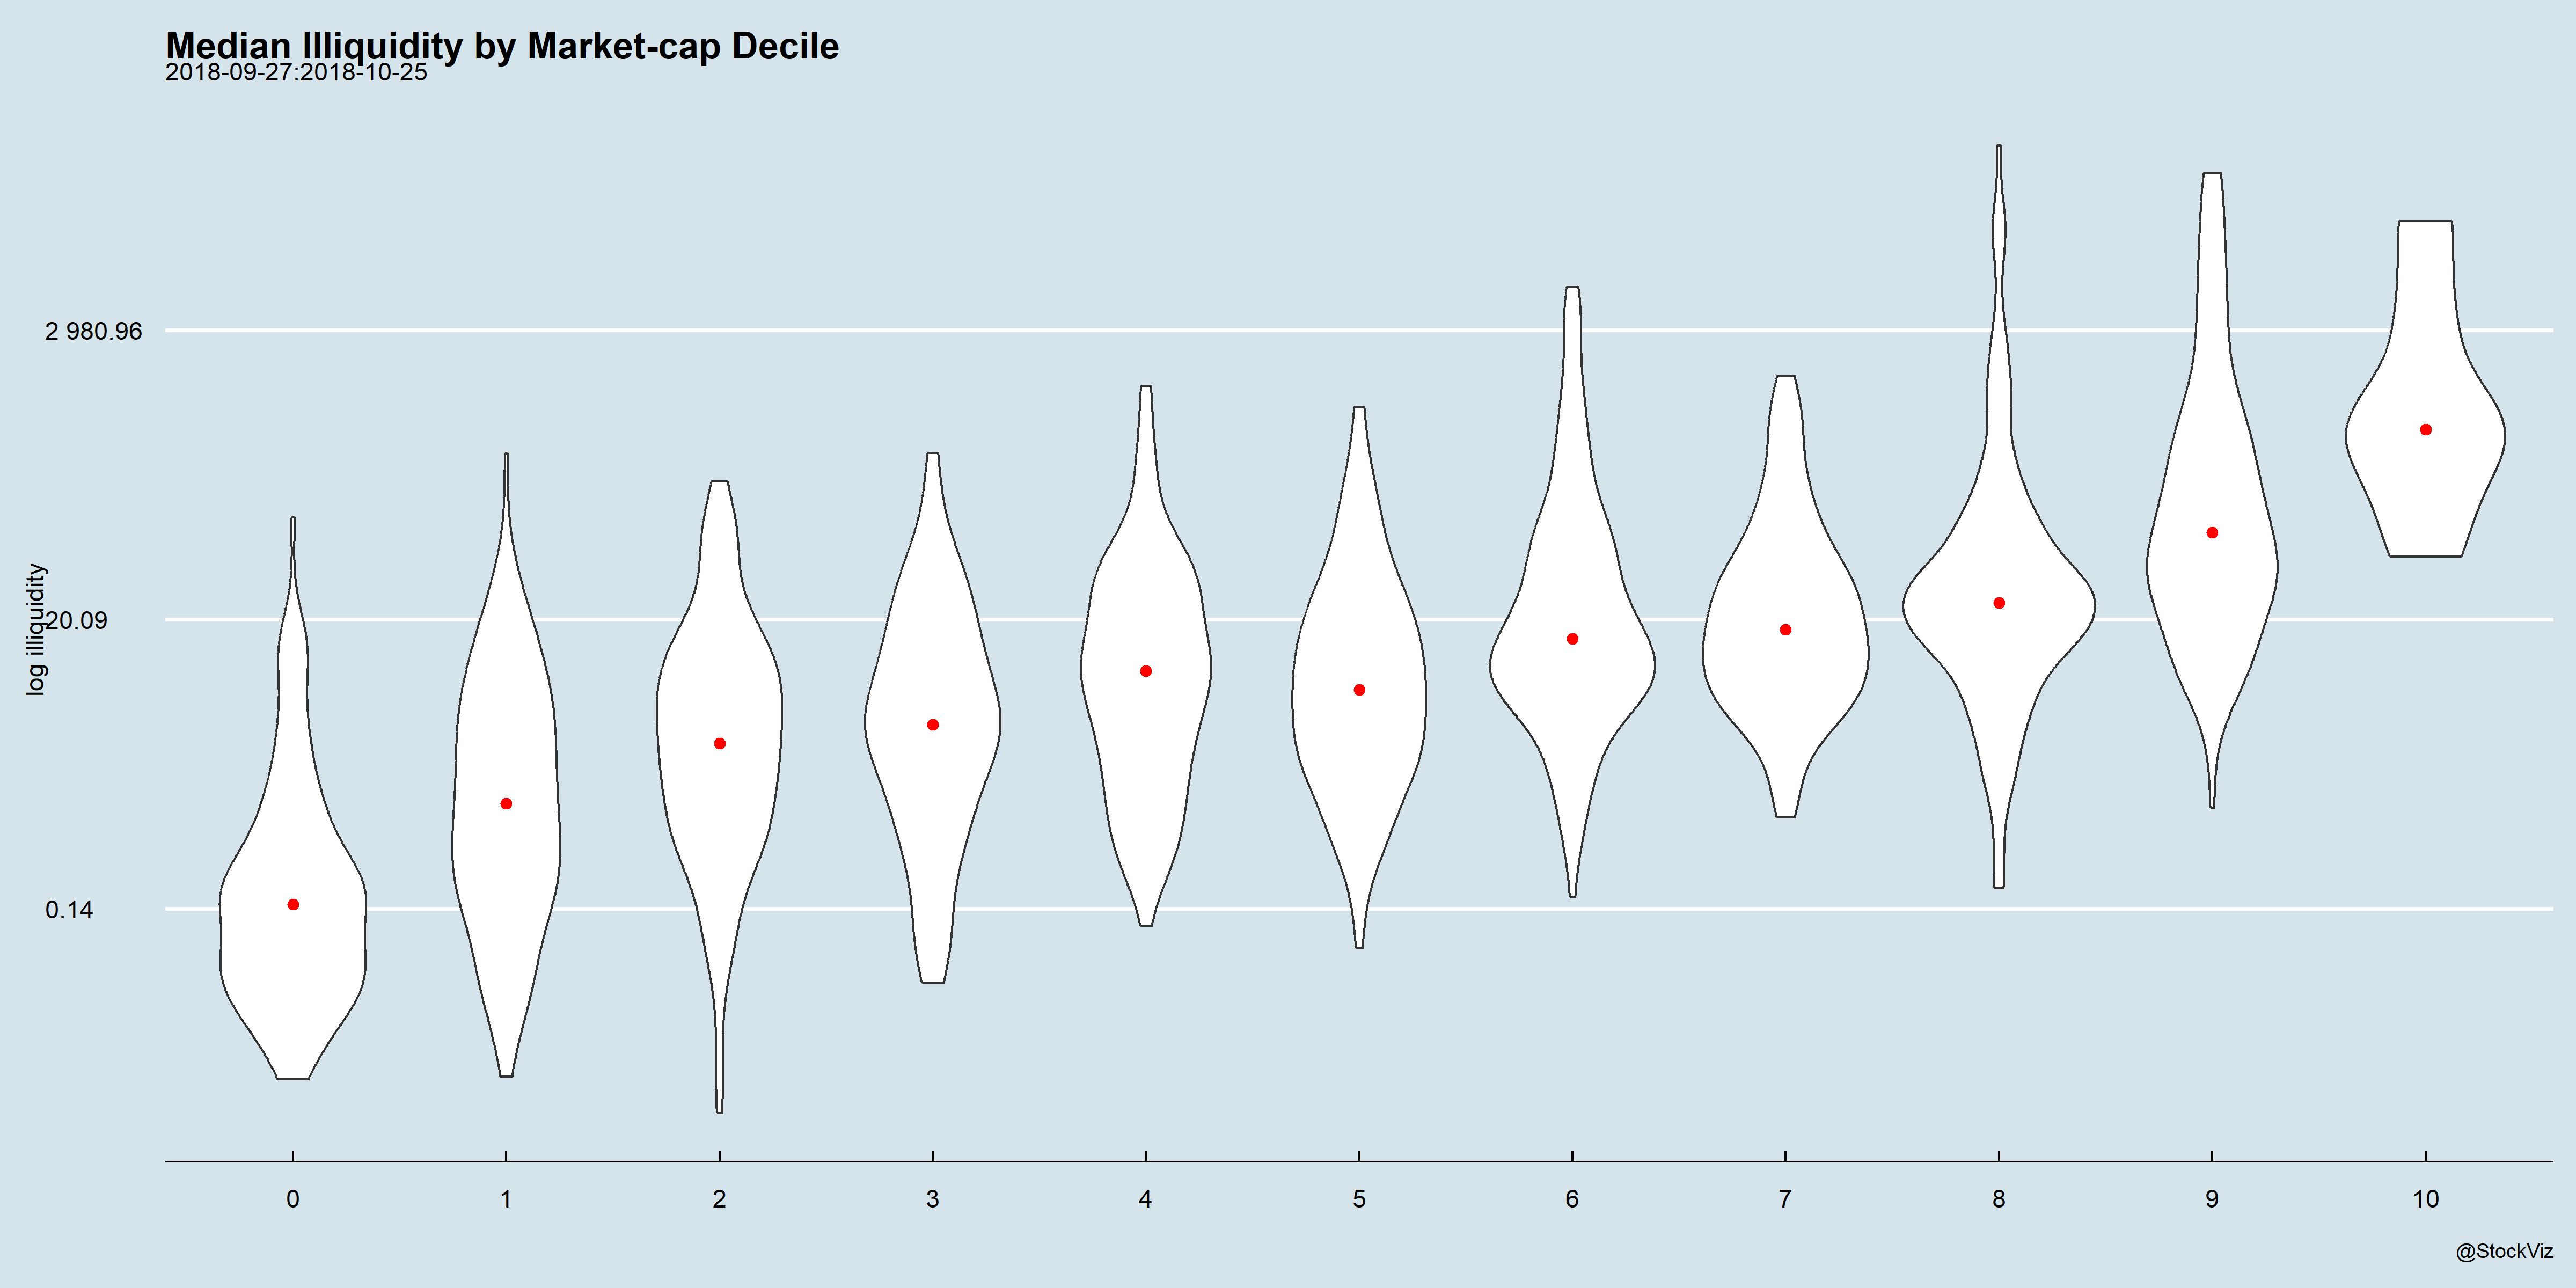 Median Illiquidity by Market-cap Decile
2018-09-27:2018-10-25
log illiquidity
2 980.96
20.09
0.14
0 1 2 3 4 5 6 7 8 9 10
@StockViz